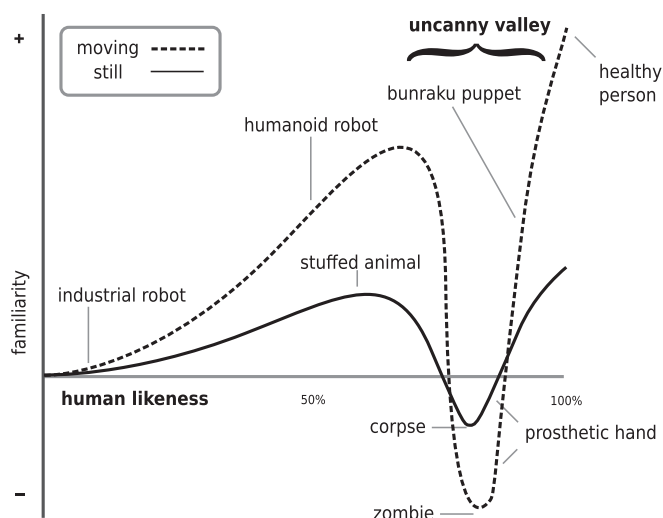 +
uncanny valley
moving
still
healthy
person
bunraku puppet
humanoid robot
stuffed animal
industrial robot
familiarity
human likeness
50%
100%
corpse
prosthetic hand
–
zombie